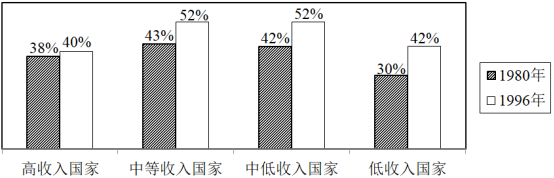 38% 40% 43% 52% 42% 52% 30% 42%
1980年
1996年
高收入国家 中等收入国家 中低收入国家 低收入国家